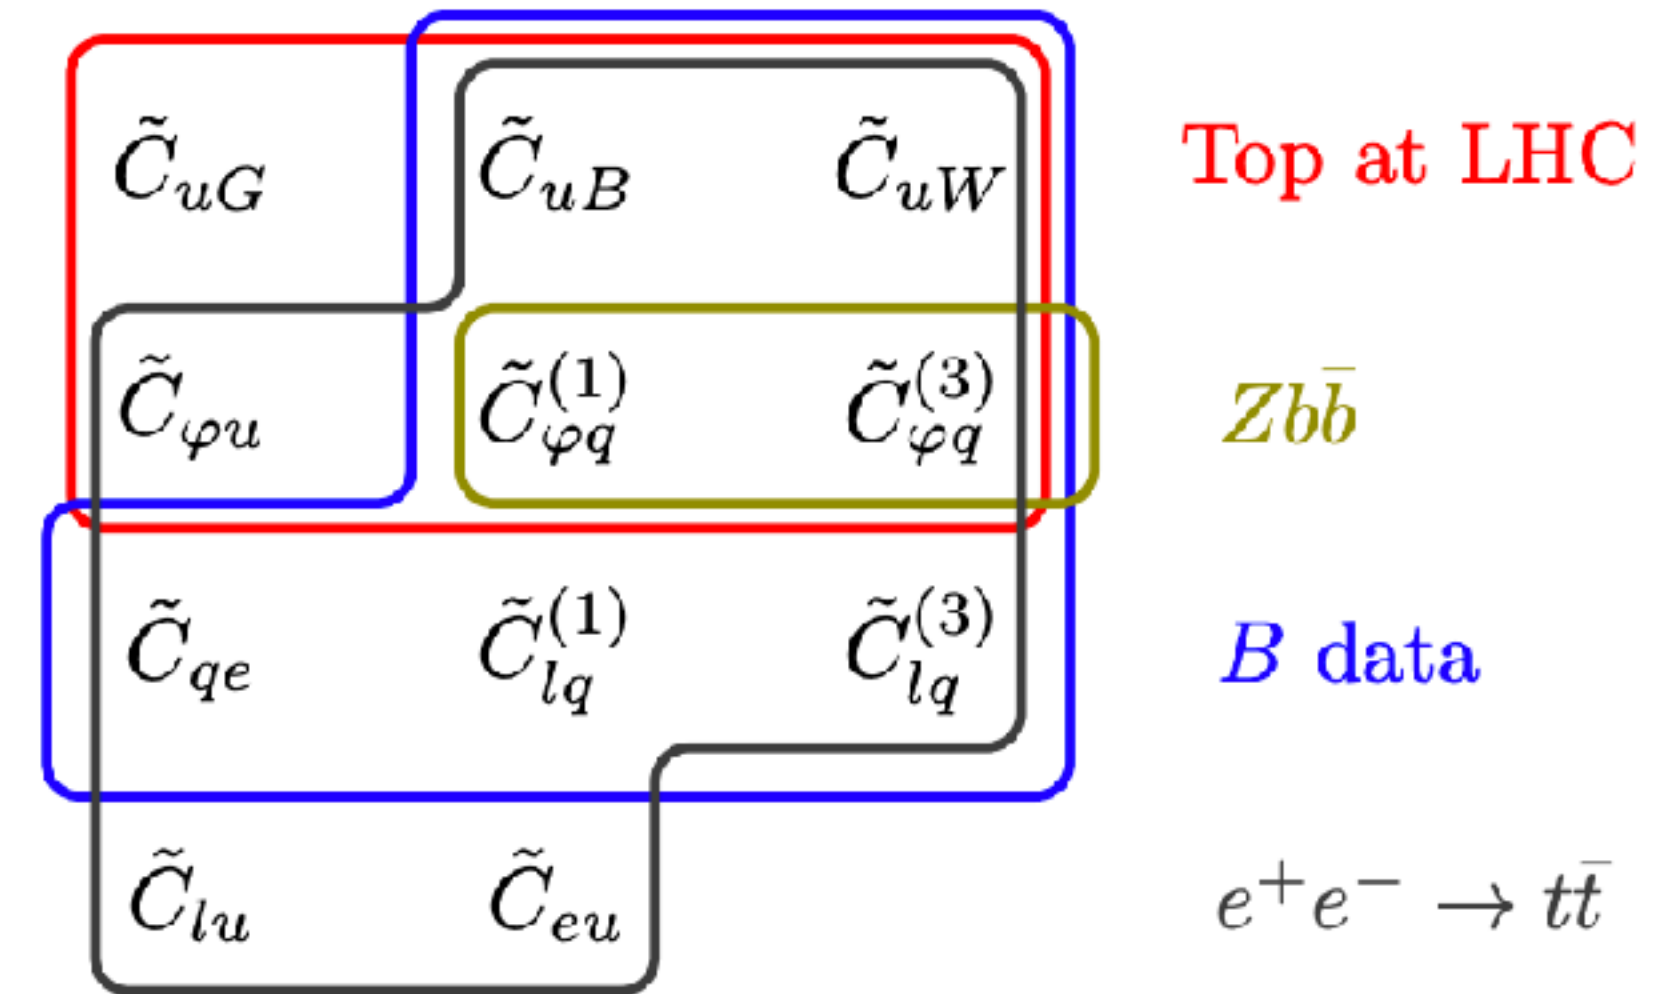 C̃_{uG} C̃_{uB} C̃_{uW} Top at LHC
C̃_{φu} C̃_{φq}^{(1)} C̃_{φq}^{(3)} Zbb̄
C̃_{qe} C̃_{lq}^{(1)} C̃_{lq}^{(3)} B data
C̃_{lu} C̃_{eu} e⁺e⁻ → tt̄